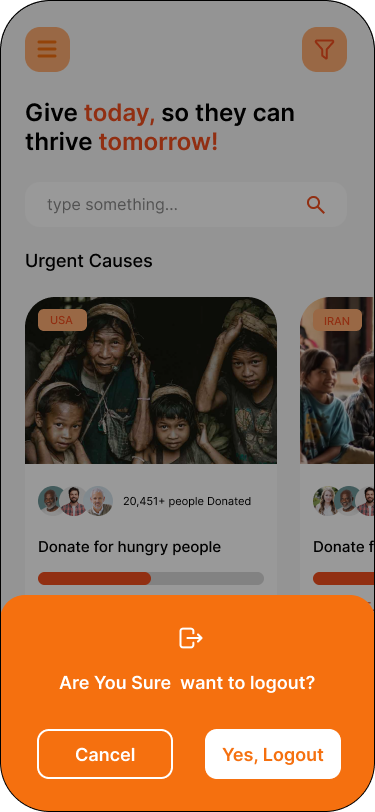 Give today, so they can
thrive tomorrow!
type something...
Urgent Causes
USA
IRAN
20,451+ people Donated
Donate for hungry people
Donate f
Are You Sure  want to logout?
Cancel
Yes, Logout